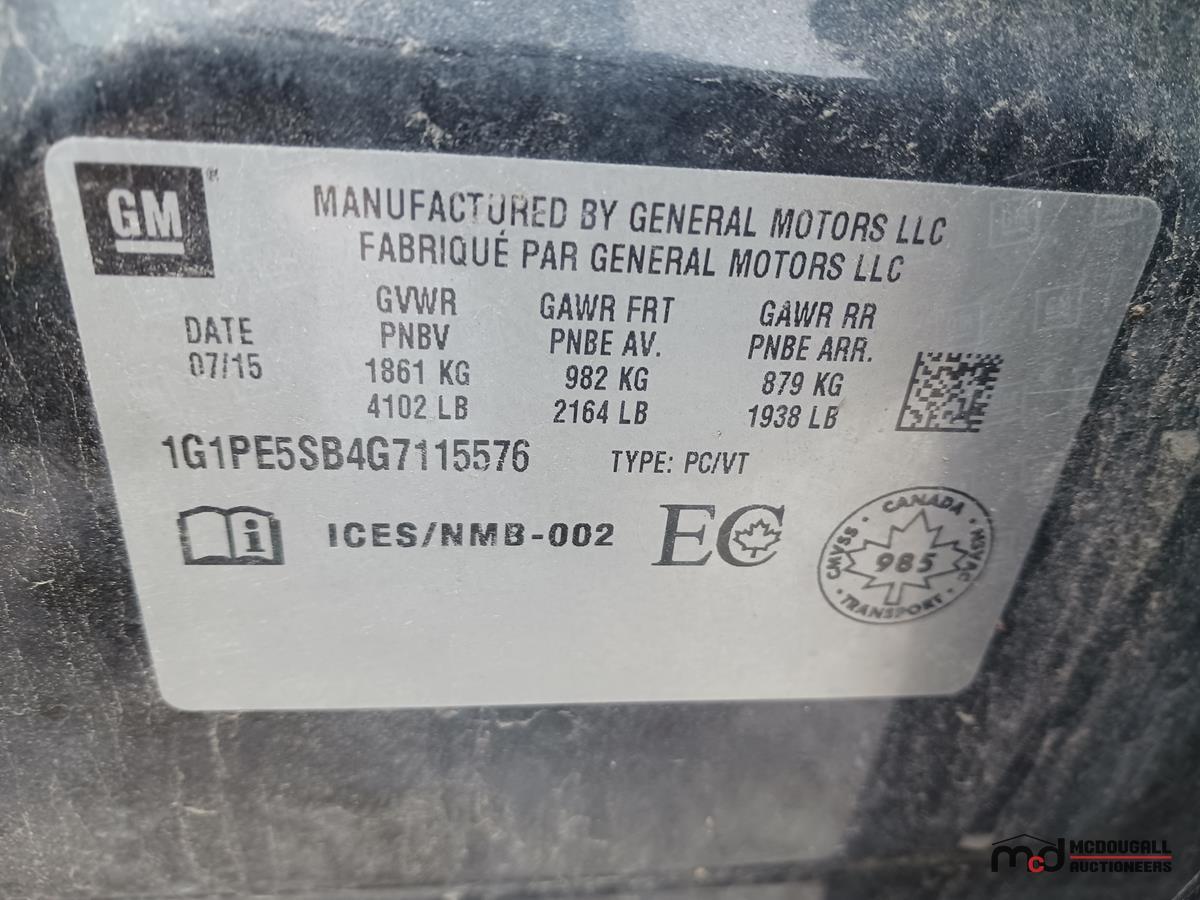 GM®
MANUFACTURED BY GENERAL MOTORS LLC
FABRIQUÉ PAR GENERAL MOTORS LLC
DATE
07/15
GVWR
PNBV
1861 KG
4102 LB
GAWR FRT
PNBE AV.
982 KG
2164 LB
GAWR RR
PNBE ARR.
879 KG
1938 LB
1G1PE5SB4G7115576 TYPE: PC/VT
i ICES/NMB-002 EC
CANADA
CMVSS 985 NSVAC
TRANSPORT
mcd MCDOUGALL
AUCTIONEERS